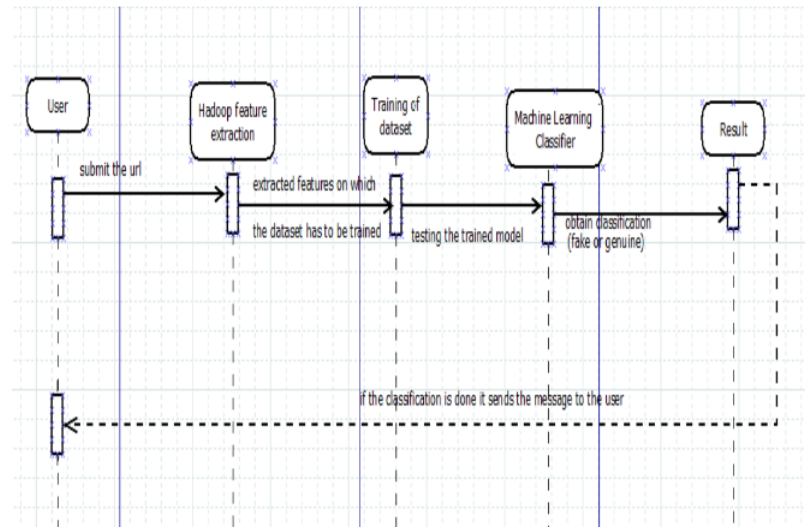 User
Hadoop feature
extraction
Training of
dataset
Machine Learning
Classifier
Result
submit the url
extracted features on which
the dataset has to be trained
testing the trained model
obtain classification
(fake or genuine)
if the classification is done it sends the message to the user